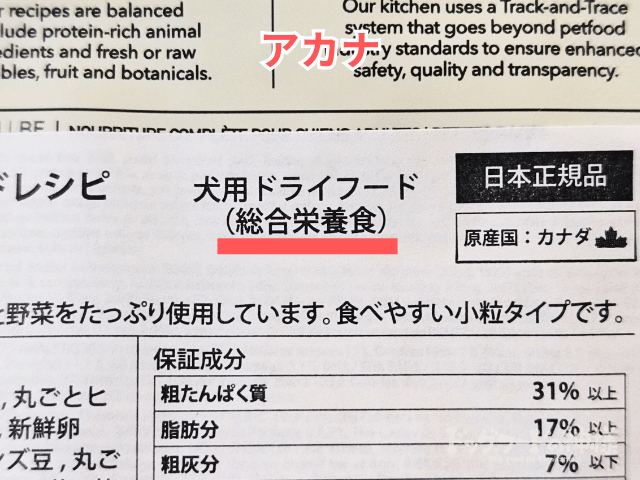 r recipes are balanced
lude protein-rich animal
edients and fresh or raw
bles, fruit and botanicals.
Our kitchen uses a Track-and-Trace
system that goes beyond petfood
standards to ensure enhanced
safety, quality and transparency.
アカナ
NOURRITURE COMPLÈTE POUR CHIENS
ドレシピ
犬用ドライフード
(総合栄養食)
日本正規品
原産国：カナダ
と野菜をたっぷり使用しています。食べやすい小粒タイプです。
, 丸ごとヒ
, 新鮮卵
ンズ豆 , 丸ご
保証成分
粗たんぱく質 31% 以上
脂肪分 17% 以上
粗灰分 7% 以下